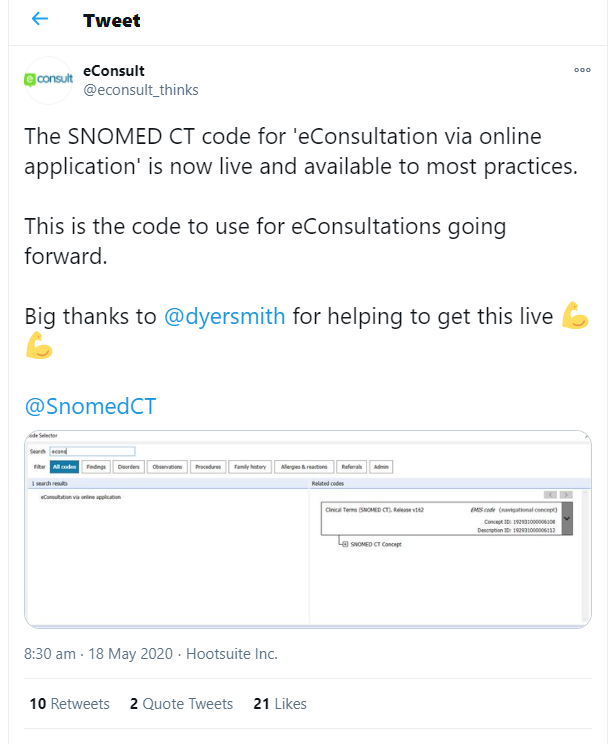 Tweet
e consult
eConsult
@econsult_thinks
The SNOMED CT code for 'eConsultation via online
application' is now live and available to most practices.
This is the code to use for eConsultations going
forward.
Big thanks to @dyersmith for helping to get this live 💪
💪
@SnomedCT
ode Selector
Search econs
Filter All codes Findings Disorders Observations Procedures Family history Allergies & reactions Referrals Admin
1 search results Related codes
eConsultation via online application
Clinical Terms (SNOMED CT). Release v162 EMIS code (navigational concept)
Concept ID: 192931000006108
Description ID: 192931000006112
SNOMED CT Concept
8:30 am · 18 May 2020 · Hootsuite Inc.
10 Retweets 2 Quote Tweets 21 Likes